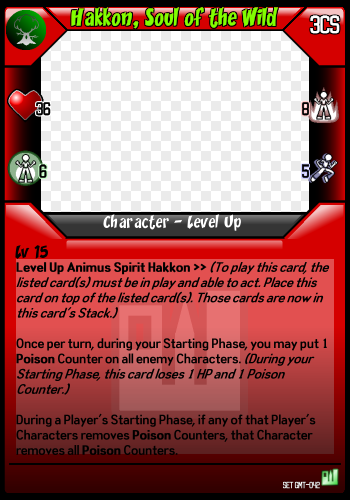 Hakkon, Soul of the Wild
3CS
36
8
6
5
Character - Level Up
Lv 15
Level Up Animus Spirit Hakkon >> (To play this card, the
listed card(s) must be in play and able to act. Place this
card on top of the listed card(s). Those cards are now in
this card's Stack.)
Once per turn, during your Starting Phase, you may put 1
Poison Counter on all enemy Characters. (During your
Starting Phase, this card loses 1 HP and 1 Poison
Counter.)
During a Player's Starting Phase, if any of that Player's
Characters removes Poison Counters, that Character
removes all Poison Counters.
SET GMT-042